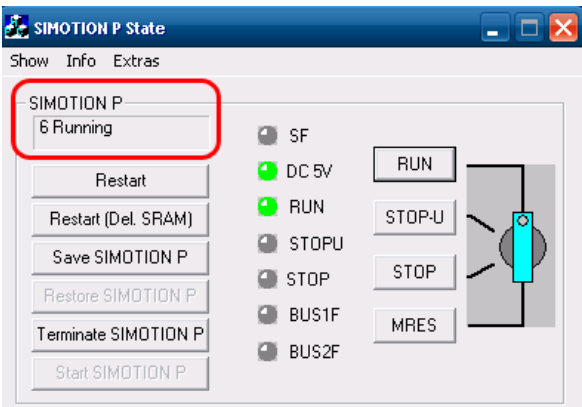 SIMOTION P State
Show Info Extras
SIMOTION P
6 Running
Restart
Restart (Del. SRAM)
Save SIMOTION P
Restore SIMOTION P
Terminate SIMOTION P
Start SIMOTION P
SF
DC 5V
RUN
STOPU
STOP
BUS1F
BUS2F
RUN
STOP-U
STOP
MRES